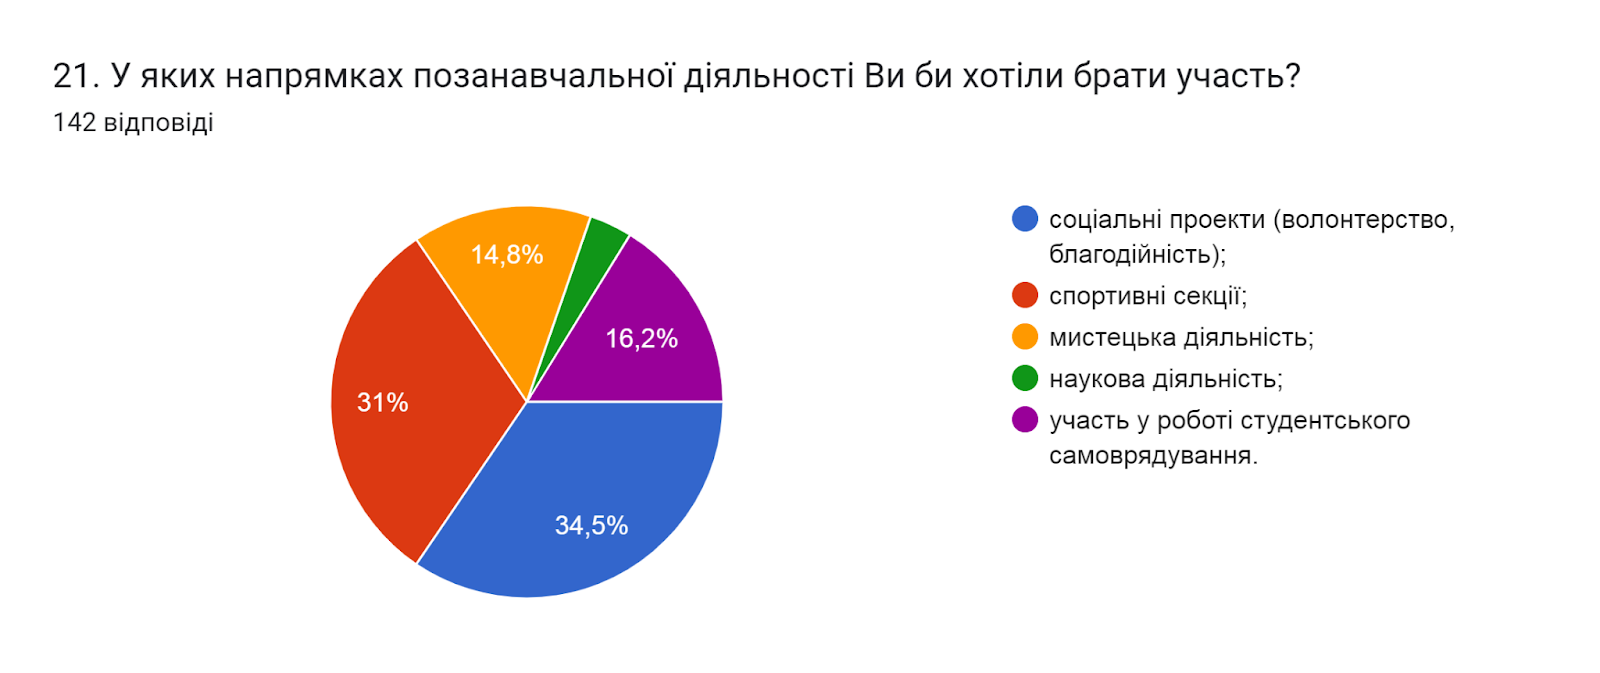 21. У яких напрямках позанавчальної діяльності Ви би хотіли брати участь?
142 відповіді
14,8%
16,2%
31%
34,5%
соціальні проекти (волонтерство,
благодійність);
спортивні секції;
мистецька діяльність;
наукова діяльність;
участь у роботі студентського
самоврядування.